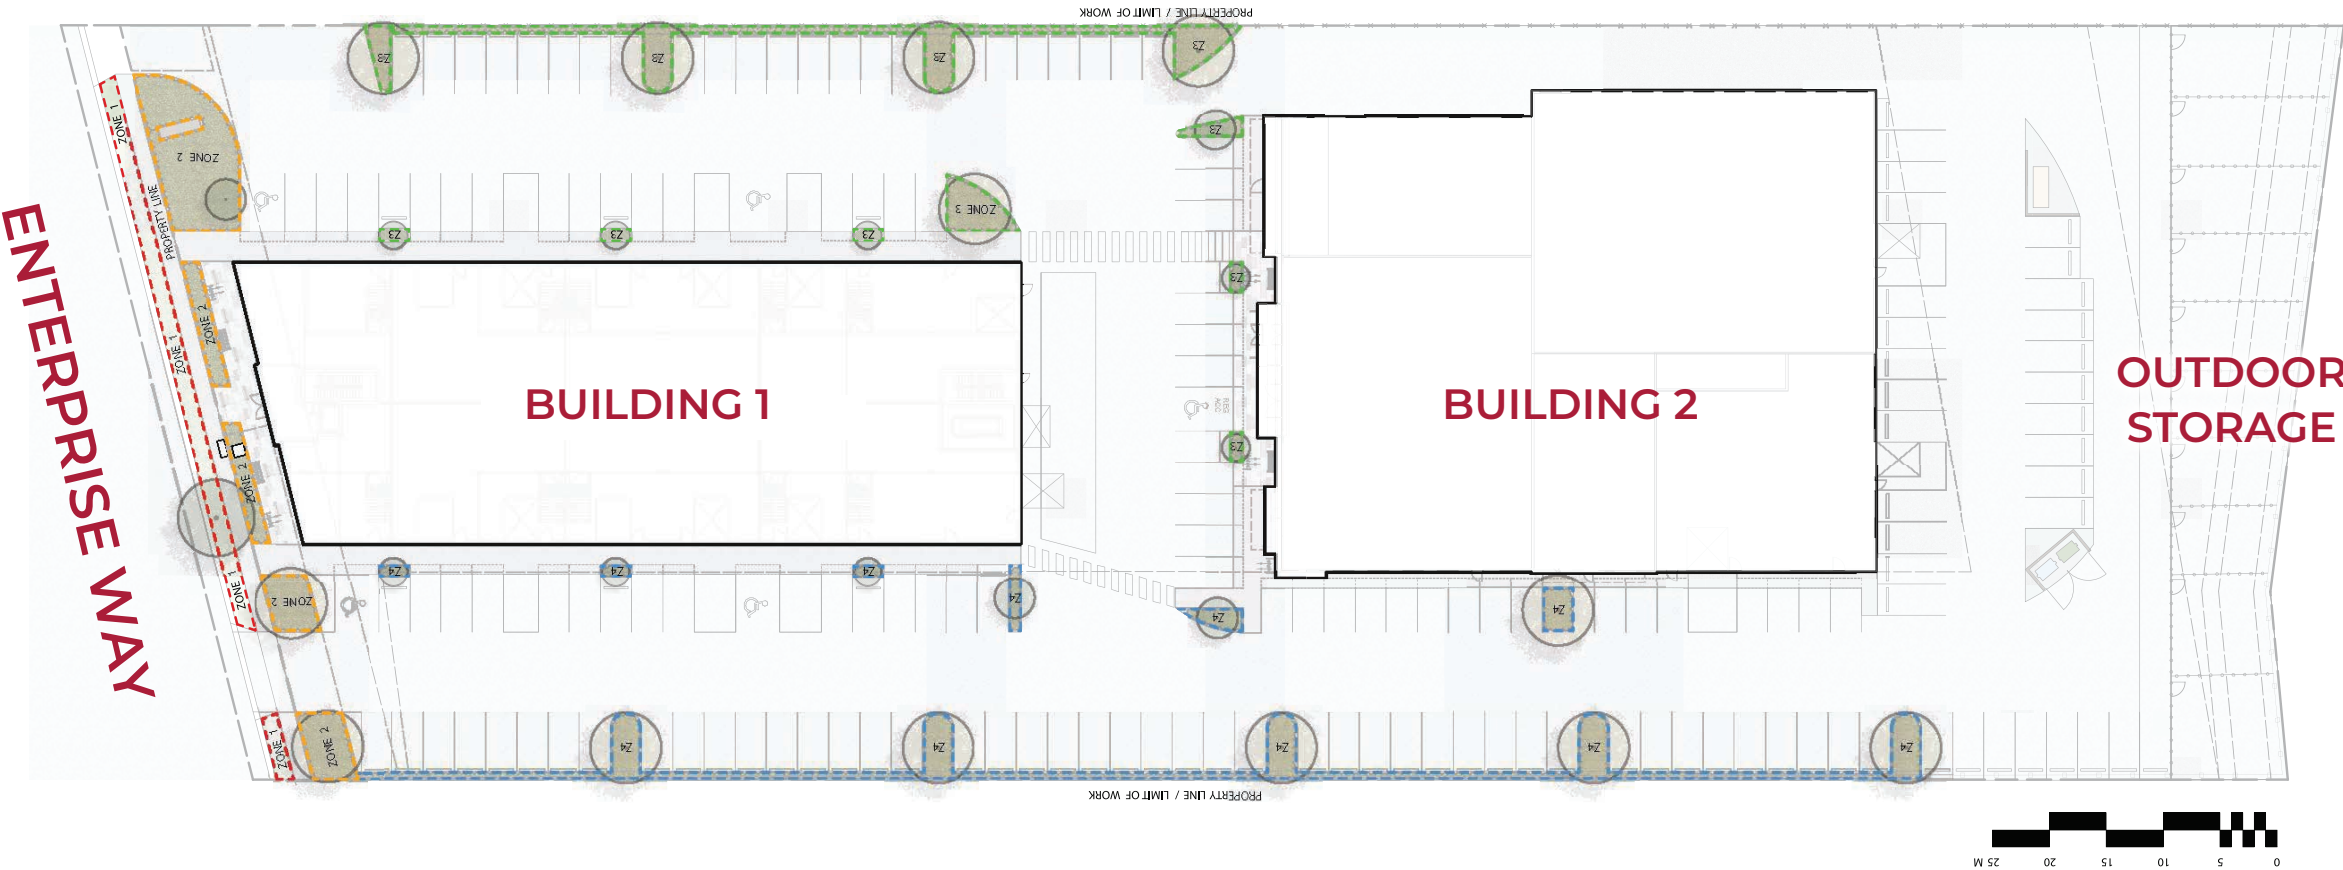 PROPERTY LINE / LIMIT OF WORK
Z3
Z3
Z3
Z3
ZONE 1
Z3
ZONE 2
PROPERTY LINE
ZONE 3
Z3
Z3
Z3
Z3
ENTERPRISE WAY
ZONE 2
ZONE 1
BUILDING 1
RES
ACC
BUILDING 2
OUTDOOR
STORAGE
Z3
ZONE 2
Z4
Z4
Z4
ZONE 1
ZONE 2
Z4
Z4
Z4
ZONE 1
ZONE 2
Z4
Z4
Z4
Z4
Z4
PROPERTY LINE / LIMIT OF WORK
25 M 20 15 10 5 0